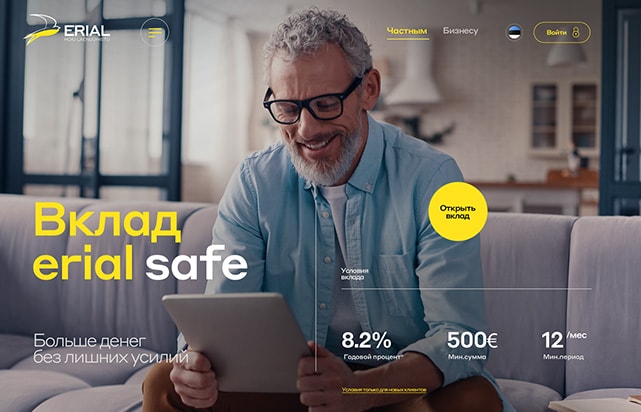 ERIAL
Частным
Бизнесу
Войти
Вклад
erial safe
Открыть
вклад
Условия
вклада
Больше денег
без лишних усилий
8.2%
Годовой процент*
500€
Мин.сумма
12 /мес
Мин.период
Условия только для новых клиентов